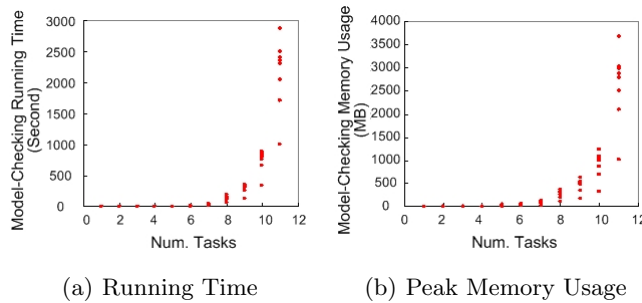 Model-Checking Running Time
(Second)
3000
2500
2000
1500
1000
500
0
0 2 4 6 8 10 12
Num. Tasks
Model-Checking Memory Usage
(MB)
4000
3500
3000
2500
2000
1500
1000
500
0
0 2 4 6 8 10 12
Num. Tasks
(a) Running Time
(b) Peak Memory Usage